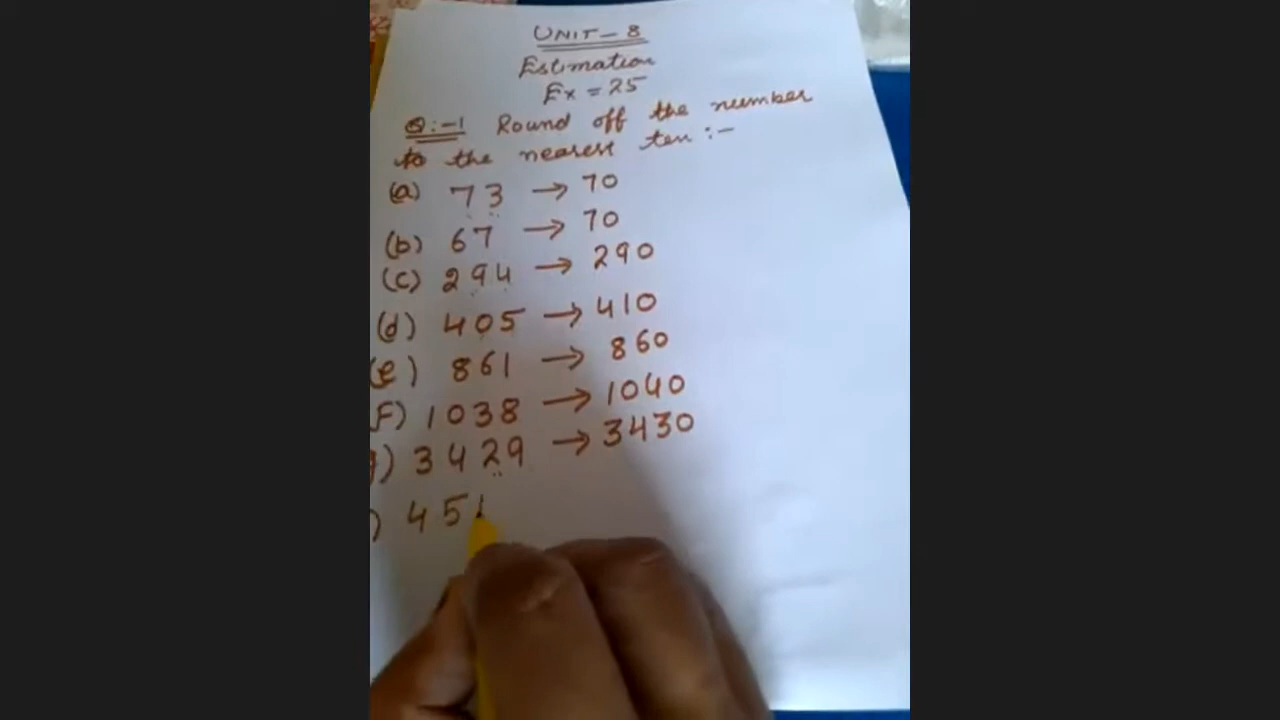 UNIT - 8
Estimation
Ex = 25
Q:-1 Round off the number
to the nearest ten :-
(a) 73 → 70
(b) 67 → 70
(c) 294 → 290
(d) 405 → 410
(e) 861 → 860
(F) 1038 → 1040
) 3429 → 3430
) 451